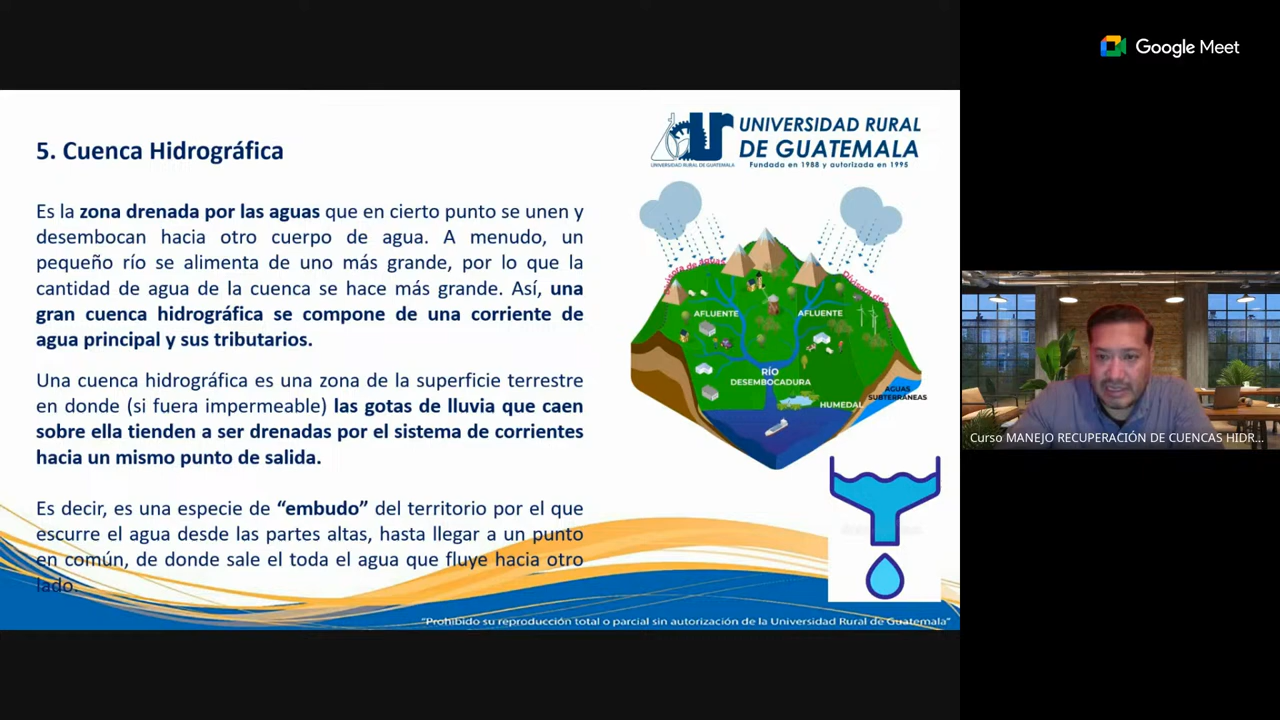 Google Meet
UNIVERSIDAD RURAL
DE GUATEMALA
Fundada en 1988 y autorizada en 1995
UNIVERSIDAD RURAL DE GUATEMALA
5. Cuenca Hidrográfica
Es la zona drenada por las aguas que en cierto punto se unen y
desembocan hacia otro cuerpo de agua. A menudo, un
pequeño río se alimenta de uno más grande, por lo que la
cantidad de agua de la cuenca se hace más grande. Así, una
gran cuenca hidrográfica se compone de una corriente de
agua principal y sus tributarios.
Una cuenca hidrográfica es una zona de la superficie terrestre
en donde (si fuera impermeable) las gotas de lluvia que caen
sobre ella tienden a ser drenadas por el sistema de corrientes
hacia un mismo punto de salida.
Es decir, es una especie de “embudo” del territorio por el que
escurre el agua desde las partes altas, hasta llegar a un punto
en común, de donde sale el toda el agua que fluye hacia otro
lado.
Divisora de aguas
Divisora de
AFLUENTE
AFLUENTE
RÍO
DESEMBOCADURA
AGUAS
SUBTERRÁNEAS
HUMEDAL
"Prohibido su reproducción total o parcial sin autorización de la Universidad Rural de Guatemala"
Curso MANEJO RECUPERACIÓN DE CUENCAS HIDR...